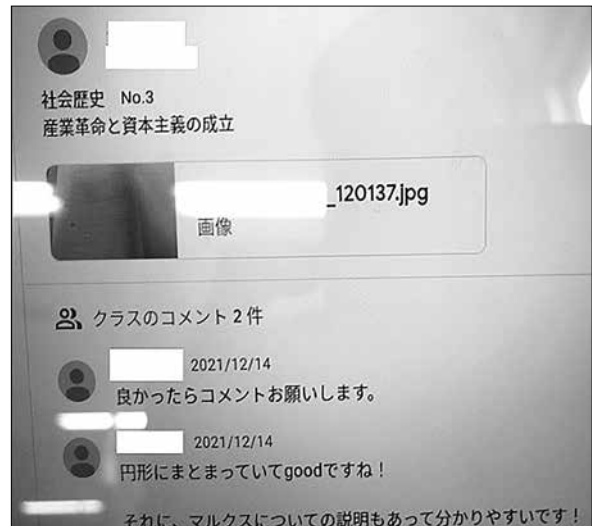 社会歴史 No.3
産業革命と資本主義の成立
_120137.jpg
画像
クラスのコメント 2 件
2021/12/14
良かったらコメントお願いします。
2021/12/14
円形にまとまっていてgoodですね！
それに、マルクスについての説明もあって分かりやすいです！